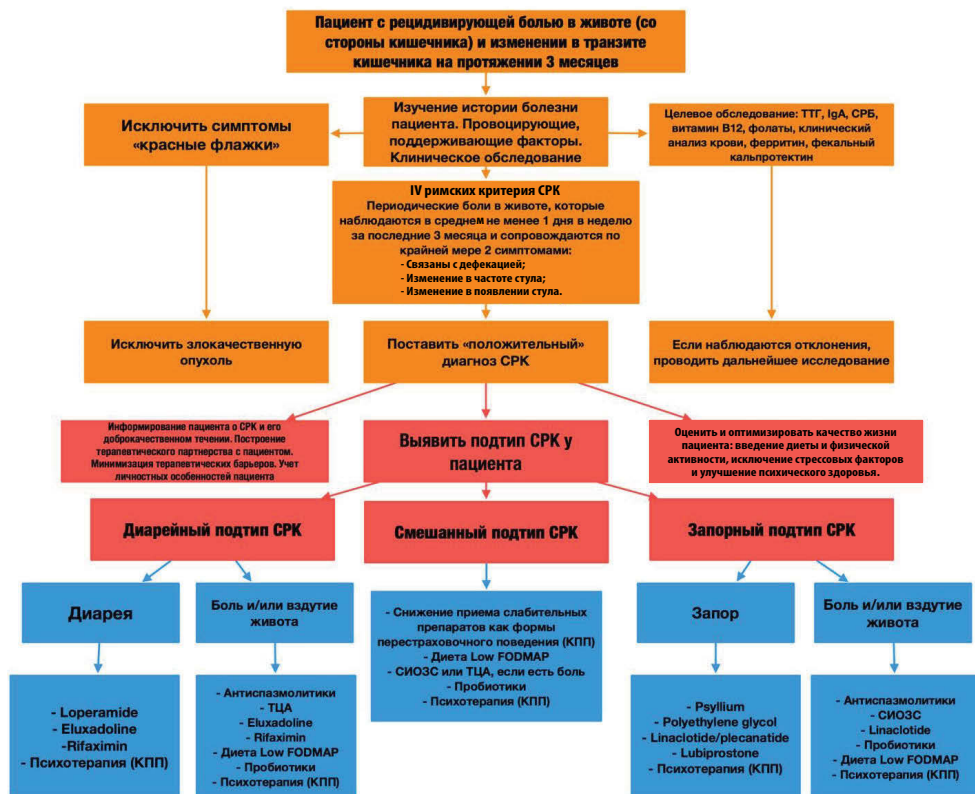 Пациент с рецидивирующей болью в животе (со
стороны кишечника) и изменении в транзите
кишечника на протяжении 3 месяцев
Исключить симптомы
«красные флажки»
Изучение истории болезни
пациента. Провоцирующие,
поддерживающие факторы.
Клиническое обследование
Целевое обследование: ТТГ, IgA, СРБ,
витамин B12, фолаты, клинический
анализ крови, ферритин, фекальный
кальпротектин
IV римских критерия СРК
Периодические боли в животе, которые
наблюдаются в среднем не менее 1 дня в неделю
за последние 3 месяца и сопровождаются по
крайней мере 2 симптомами:
- Связаны с дефекацией;
- Изменение в частоте стула;
- Изменение в появлении стула.
Исключить злокачественную
опухоль
Поставить «положительный»
диагноз СРК
Если наблюдаются отклонения,
проводить дальнейшее исследование
Информирование пациента о СРК и его
доброкачественном течении. Построение
терапевтического партнерства с пациентом.
Минимизация терапевтических барьеров. Учет
личностных особенностей пациента
Выявить подтип СРК у
пациента
Оценить и оптимизировать качество жизни
пациента: введение диеты и физической
активности, исключение стрессовых факторов
и улучшение психического здоровья.
Диарейный подтип СРК
Смешанный подтип СРК
Запорный подтип СРК
Диарея
Боль и/или вздутие
живота
- Снижение приема слабительных
препаратов как формы
перестраховочного поведения (КПП)
- Диета Low FODMAP
- СИОЗС или ТЦА, если есть боль
- Пробиотики
- Психотерапия (КПП)
Запор
Боль и/или вздутие
живота
- Loperamide
- Eluxadoline
-Rifaximin
- Психотерапия (КПП)
- Антиспазмолитики
- ТЦА
- Eluxadoline
- Rifaximin
- Диета Low FODMAP
- Пробиотики
- Психотерапия (КПП)
- Psyllium
- Polyethylene glycol
- Linaclotide/plecanatide
- Lubiprostone
- Психотерапия (КПП)
- Антиспазмолитики
- СИОЗС
- Linaclotide
- Пробиотики
- Диета Low FODMAP
- Психотерапия (КПП)